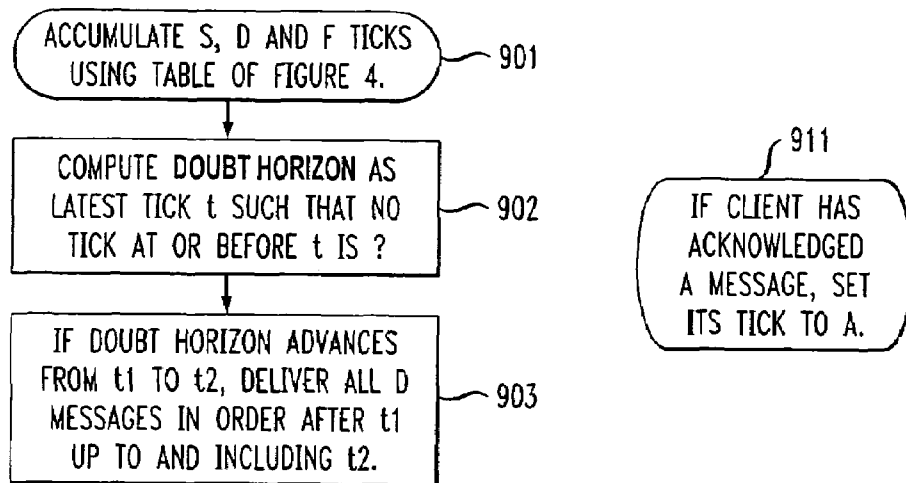 ACCUMULATE S, D AND F TICKS
USING TABLE OF FIGURE 4.
901
COMPUTE DOUBT HORIZON AS
LATEST TICK t SUCH THAT NO
TICK AT OR BEFORE t IS ?
902
IF DOUBT HORIZON ADVANCES
FROM t1 TO t2, DELIVER ALL D
MESSAGES IN ORDER AFTER t1
UP TO AND INCLUDING t2.
903
911
IF CLIENT HAS
ACKNOWLEDGED
A MESSAGE, SET
ITS TICK TO A.